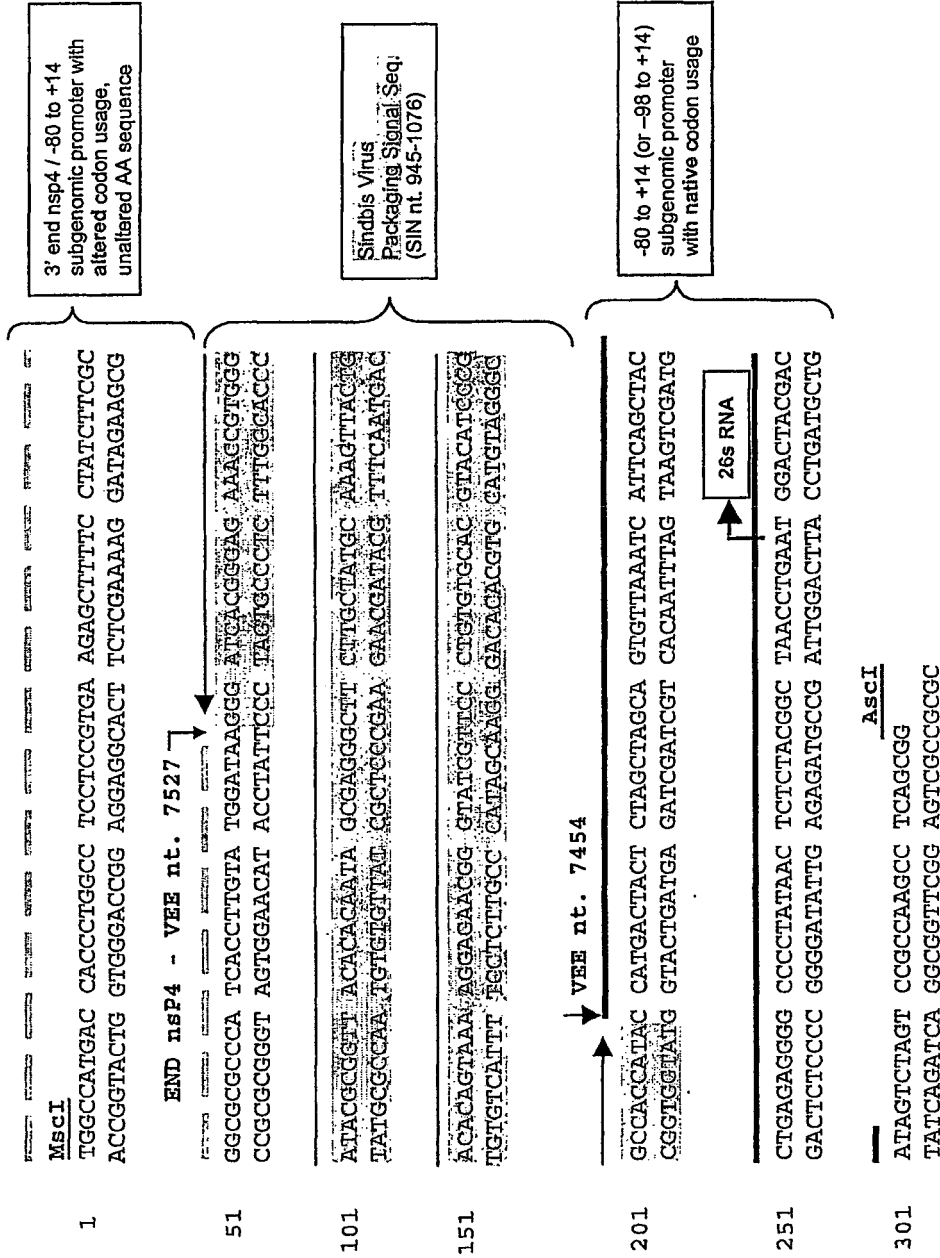 MscI
1 TGGCCATGAC CACCCTGGCC TCCTCCGTGA AGAGCTTTTC CTATCTTCGC
ACCGGTACTG GTGGGACCGG AGGAGGCACT TCTCGAAAAG GATAGAAGCG
3' end nsp4 / -80 to +14
subgenomic promoter with
altered codon usage,
unaltered AA sequence
END nsP4 - VEE nt. 7527
51 GGCGCGCCCA TCACCTTGTA TGGATAAGGG ATCACGGGAG AAACCGTGGG
CCGCGCGGGT AGTGGAACAT ACCTATTCCC TAGTGCCCTC TTTGGCACCC
101 ATACGCGGTT ACACACAATA GCGAGGGCTT CTTGCTATGC AAAGTTACTG
TATGCGCCAA TGTGTGTTAT CGCTCCCGAA GAACGATACG TTTCAATGAC
Sindbis Virus
Packaging Signal Seq.
(SIN nt. 945-1076)
151 ACACAGTAAA AGGAGAACGG GTATCGTTCC CTGTGTGCAC GTACATCCCG
TGTGTCATTT TCCTCTTGCC CATAGCAAGG GACACACGTG CATGTAGGGC
VEE nt. 7454
201 GCCACCATAC CATGACTACT CTAGCTAGCA GTGTTAAATC ATTCAGCTAC
CGGTGGTATG GTACTGATGA GATCGATCGT CACAATTTAG TAAGTCGATG
-80 to +14 (or –98 to +14)
subgenomic promoter
with native codon usage
26s RNA
251 CTGAGAGGGG CCCCTATAAC TCTCTACGGC TAACCTGAAT GGACTACGAC
GACTCTCCCC GGGGATATTG AGAGATGCCG ATTGGACTTA CCTGATGCTG
AscI
301 ATAGTCTAGT CCGCCAAGCC TCAGCGG
TATCAGATCA GGCGGTTCGG AGTCGCCGCGC